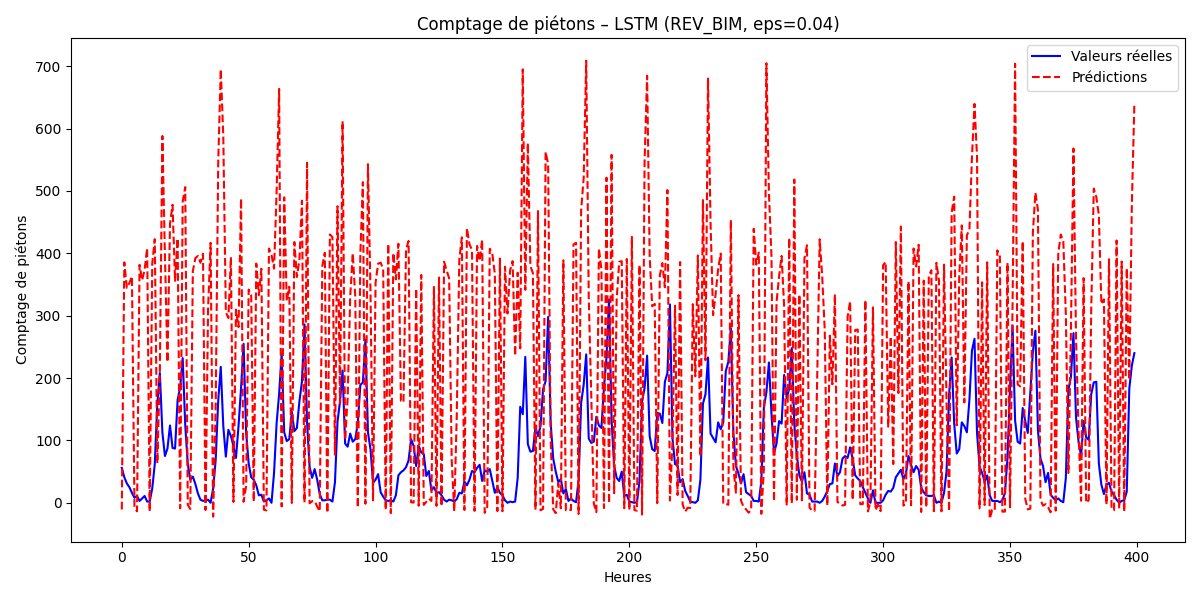 Comptage de piétons – LSTM (REV_BIM, eps=0.04)
Valeurs réelles
Prédictions
Comptage de piétons
700
600
500
400
300
200
100
0
0 50 100 150 200 250 300 350 400
Heures